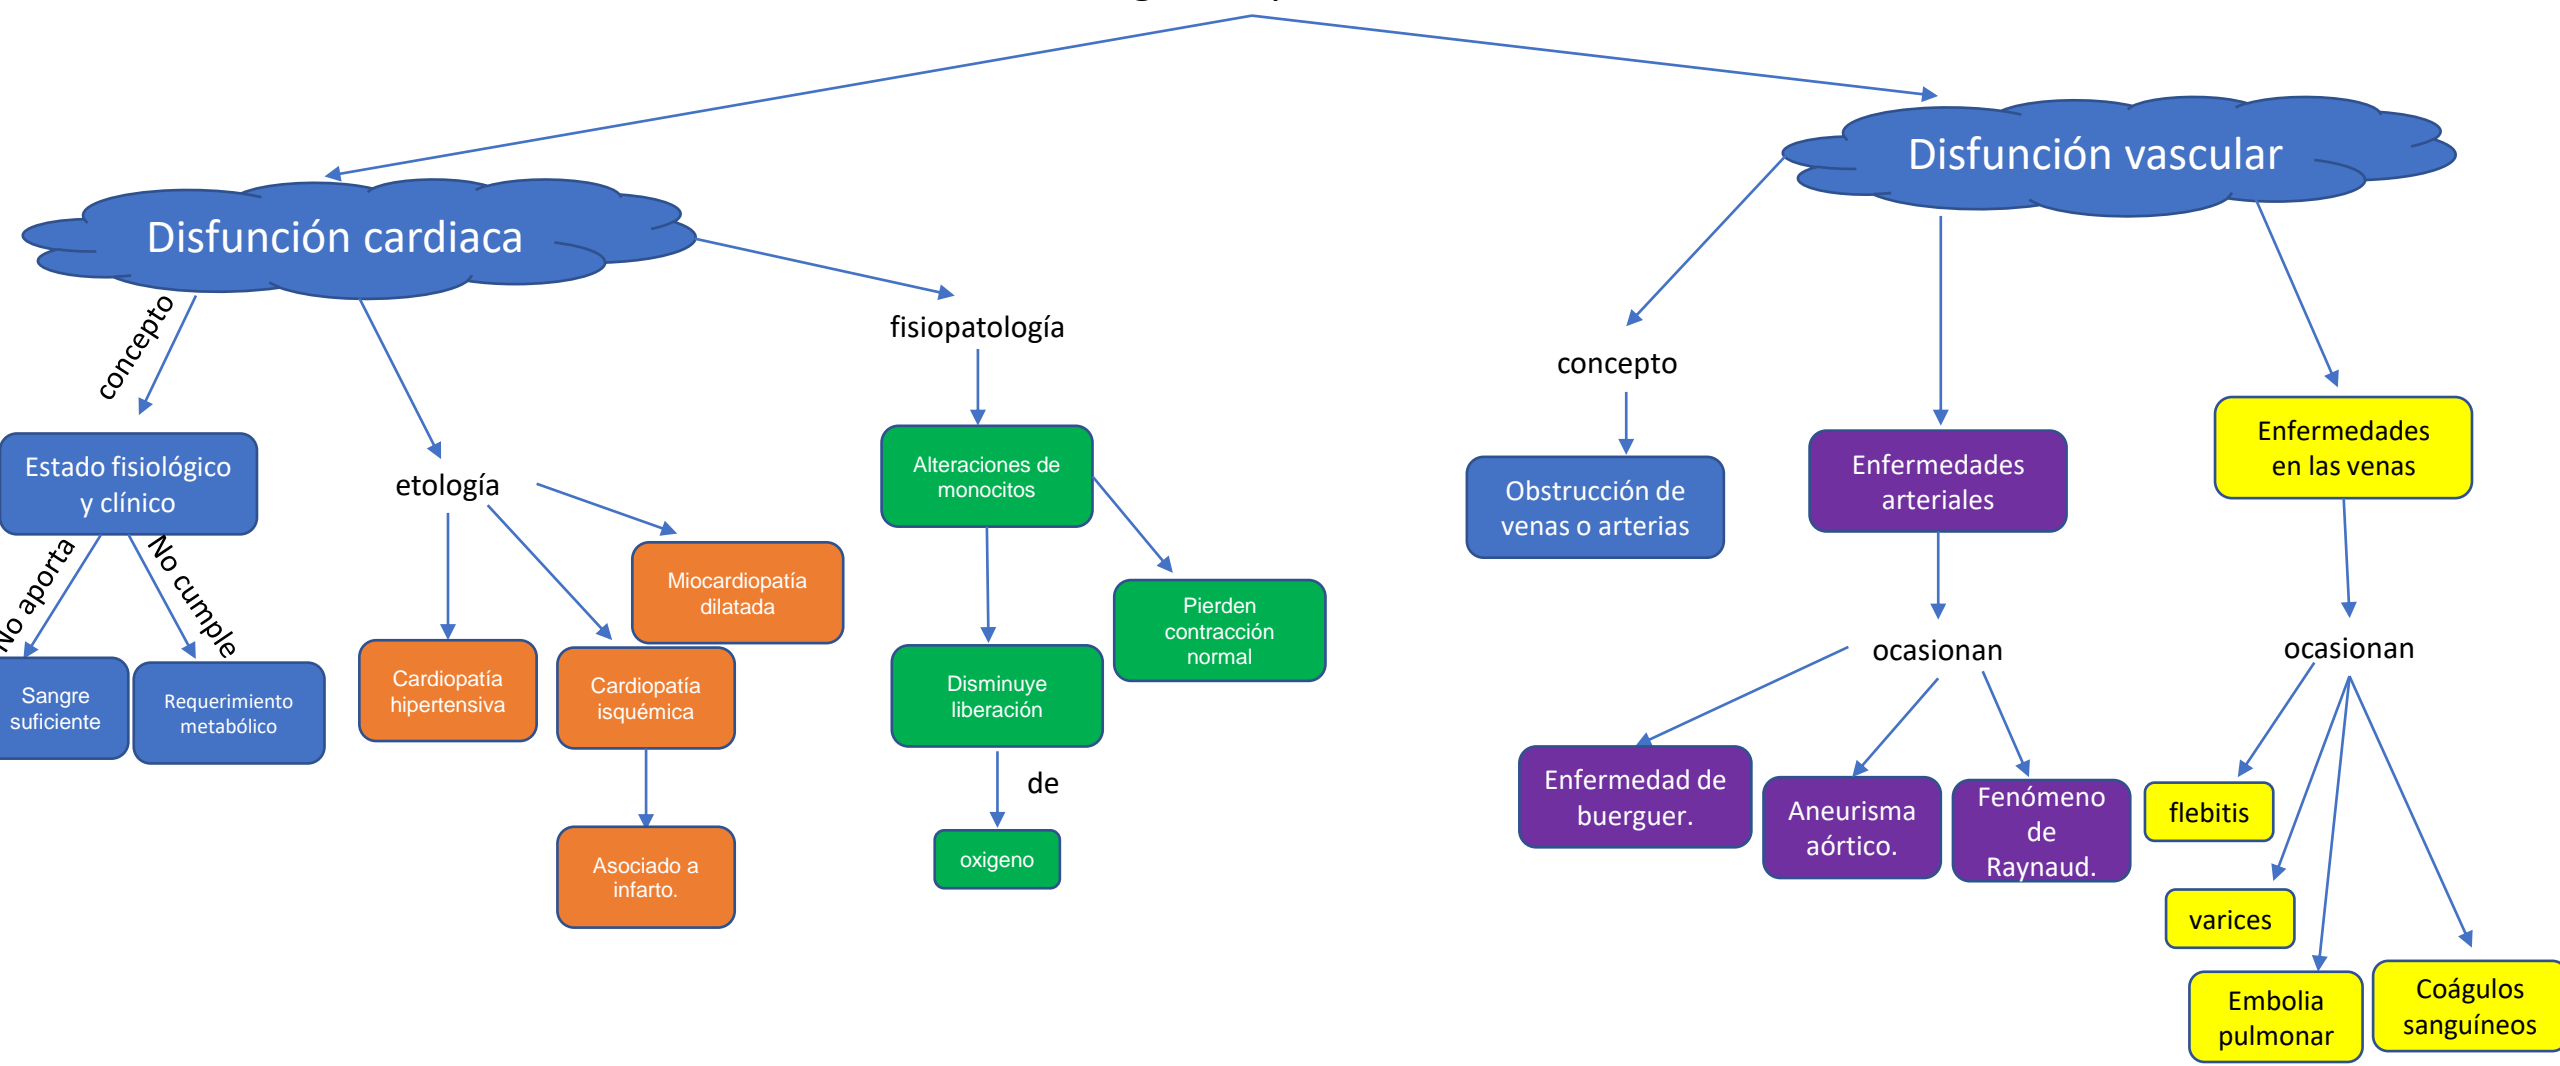 Disfunción vascular
Disfunción cardiaca
concepto
fisiopatología
concepto
Estado fisiológico
y clínico
etología
Alteraciones de
monocitos
Obstrucción de
venas o arterias
Enfermedades
arteriales
Enfermedades
en las venas
No aporta
No cumple
Sangre
suficiente
Requerimiento
metabólico
Cardiopatía
hipertensiva
Cardiopatía
isquémica
Miocardiopatía
dilatada
Asociado a
infarto.
Disminuye
liberación
Pierden
contracción
normal
de
oxigeno
ocasionan
ocasionan
Enfermedad de
buerguer.
Aneurisma
aórtico.
Fenómeno
de
Raynaud.
flebitis
varices
Embolia
pulmonar
Coágulos
sanguíneos